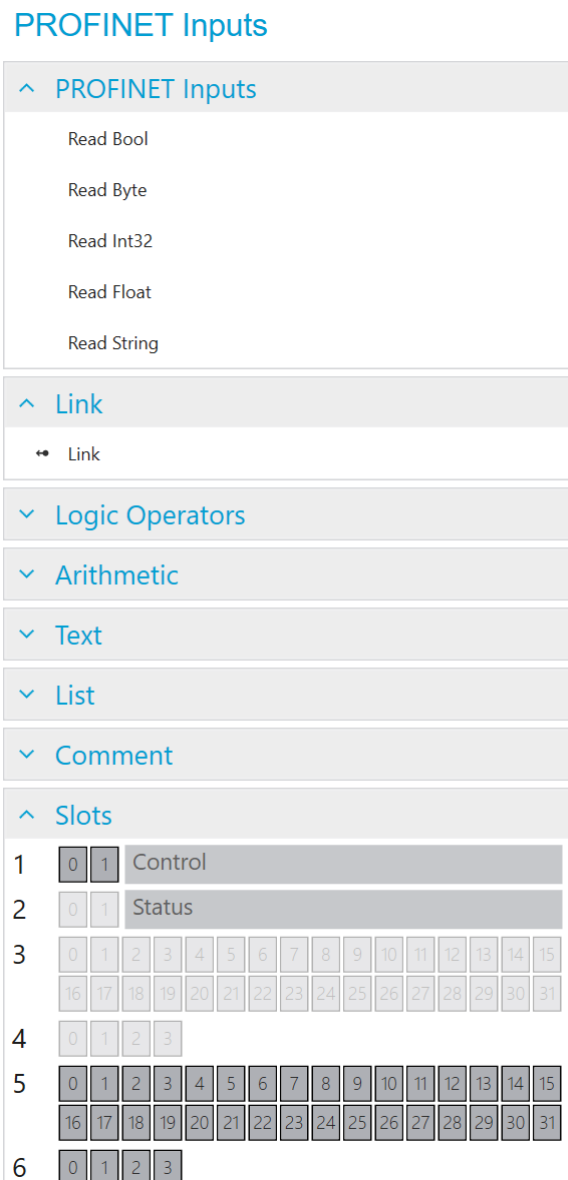 PROFINET Inputs
PROFINET Inputs
Read Bool
Read Byte
Read Int32
Read Float
Read String
Link
Link
Logic Operators
Arithmetic
Text
List
Comment
Slots
1 0 1 Control
2 0 1 Status
3 0 1 2 3 4 5 6 7 8 9 10 11 12 13 14 15
16 17 18 19 20 21 22 23 24 25 26 27 28 29 30 31
4 0 1 2 3
5 0 1 2 3 4 5 6 7 8 9 10 11 12 13 14 15
16 17 18 19 20 21 22 23 24 25 26 27 28 29 30 31
6 0 1 2 3